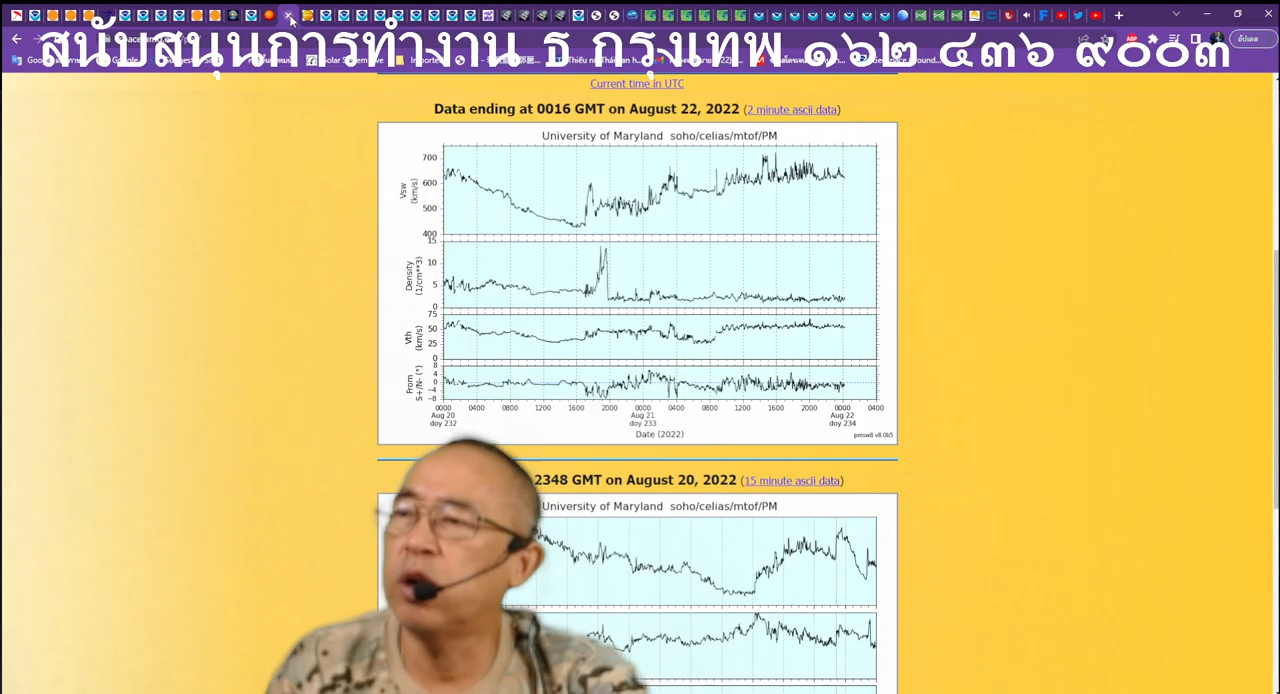 สนับสนุนการทำงาน ธ กรุงเทพ ๑๖๒ ๔๓๖ ๙๐๐๓
Current time in UTC
Data ending at 0016 GMT on August 22, 2022 (2 minute ascii data)
University of Maryland soho/celias/mtof/PM
700
600
500
400
Vsw
(km/s)
15
10
5
0
Density
(1/cm**3)
75
50
25
0
Vth
(km/s)
8
4
0
−4
−8
From
S+/N- (°)
0000 0400 0800 1200 1600 2000 0000 0400 0800 1200 1600 2000 0000 0400
Aug 20 Aug 21 Aug 22
doy 232 doy 233 doy 234
Date (2022)
pmsw8 v8.0b5
2348 GMT on August 20, 2022 (15 minute ascii data)
University of Maryland soho/celias/mtof/PM